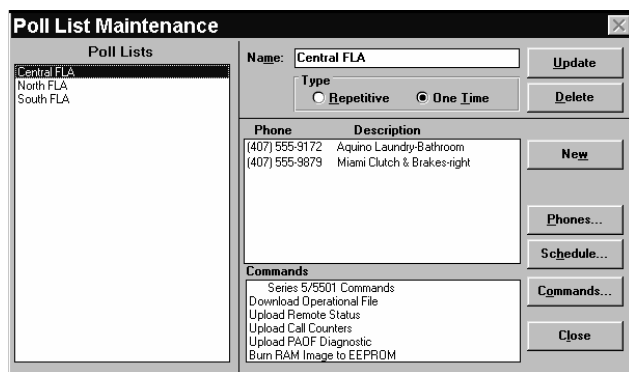 Poll List Maintenance
Poll Lists
Central FLA
North FLA
South FLA
Name: Central FLA
Type
Repetitive One Time
Update
Delete
Phone Description
(407) 555-9172 Aquino Laundry-Bathroom
(407) 555-9879 Miami Clutch & Brakes-right
New
Phones...
Schedule...
Commands...
Close
Commands
Series 5/5501 Commands
Download Operational File
Upload Remote Status
Upload Call Counters
Upload PAOF Diagnostic
Burn RAM Image to EEPROM